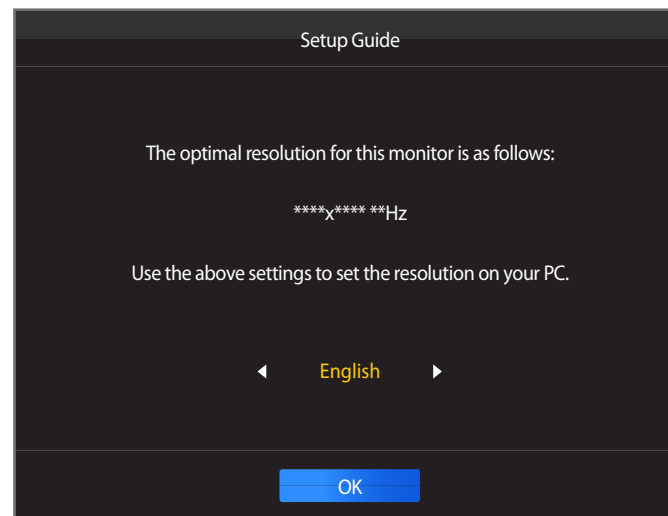 Setup Guide
The optimal resolution for this monitor is as follows:
****x**** **Hz
Use the above settings to set the resolution on your PC.
English
OK